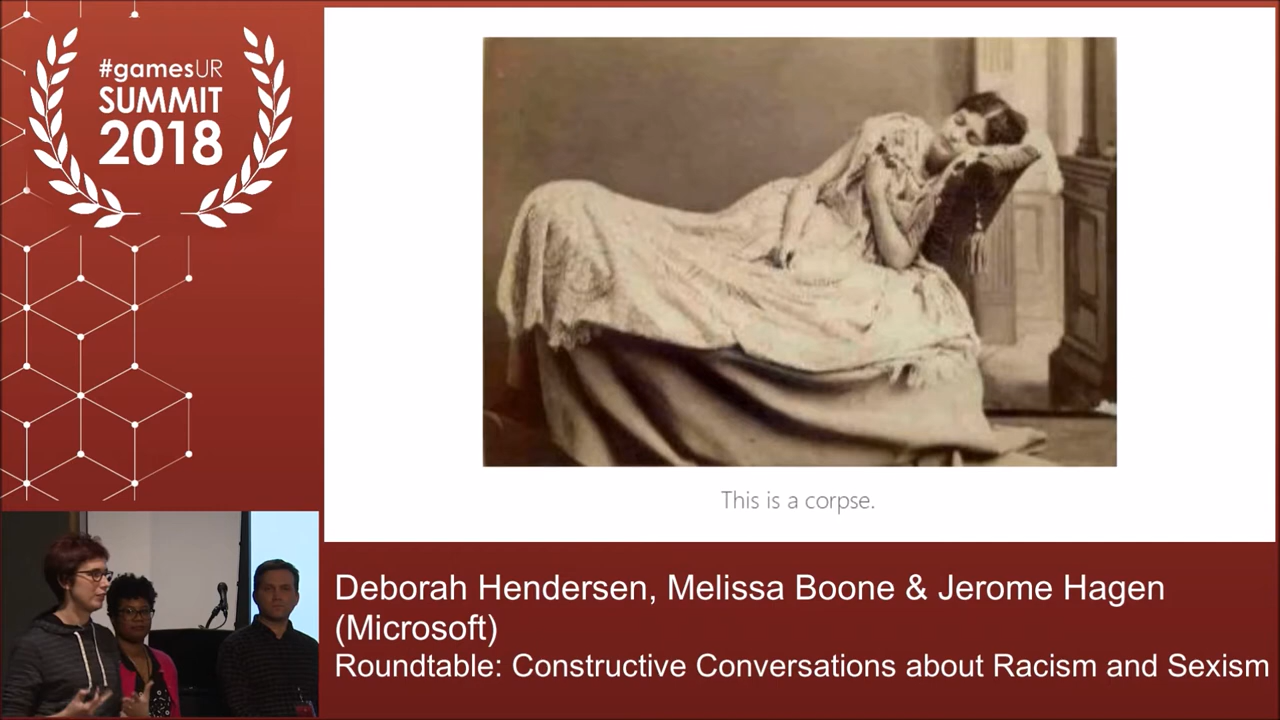 #gamesUR
SUMMIT
2018
This is a corpse.
Deborah Hendersen, Melissa Boone & Jerome Hagen
(Microsoft)
Roundtable: Constructive Conversations about Racism and Sexism